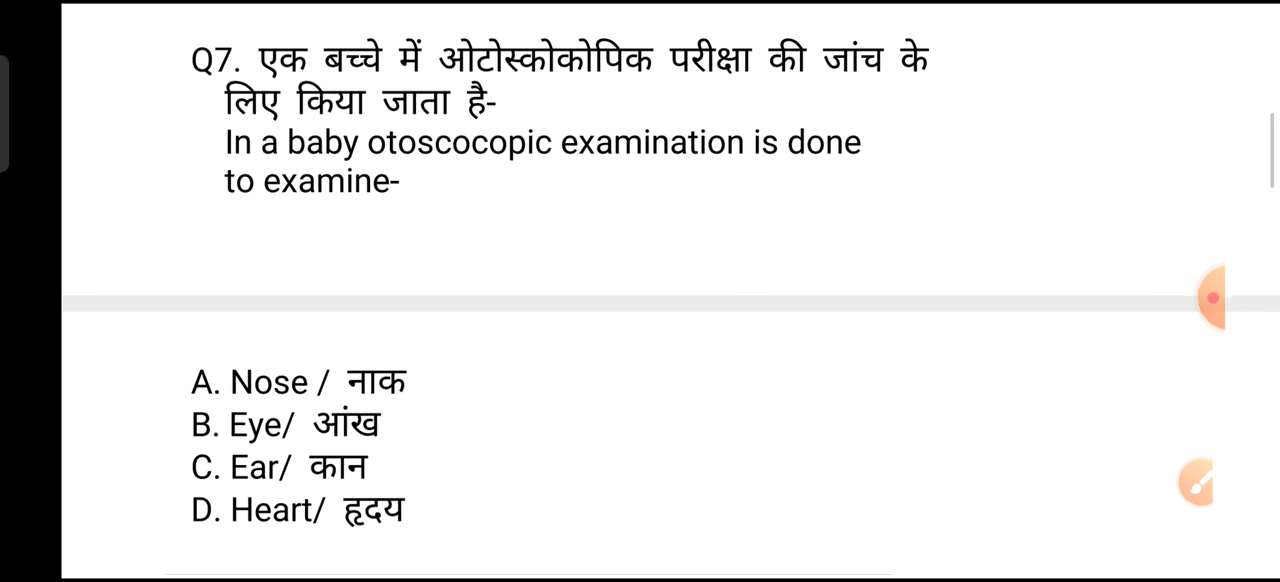 Q7. एक बच्चे में ओटोस्कोकोपिक परीक्षा की जांच के
लिए किया जाता है-
In a baby otoscocopic examination is done
to examine-
A. Nose / नाक
B. Eye/ आंख
C. Ear/ कान
D. Heart/ हृदय